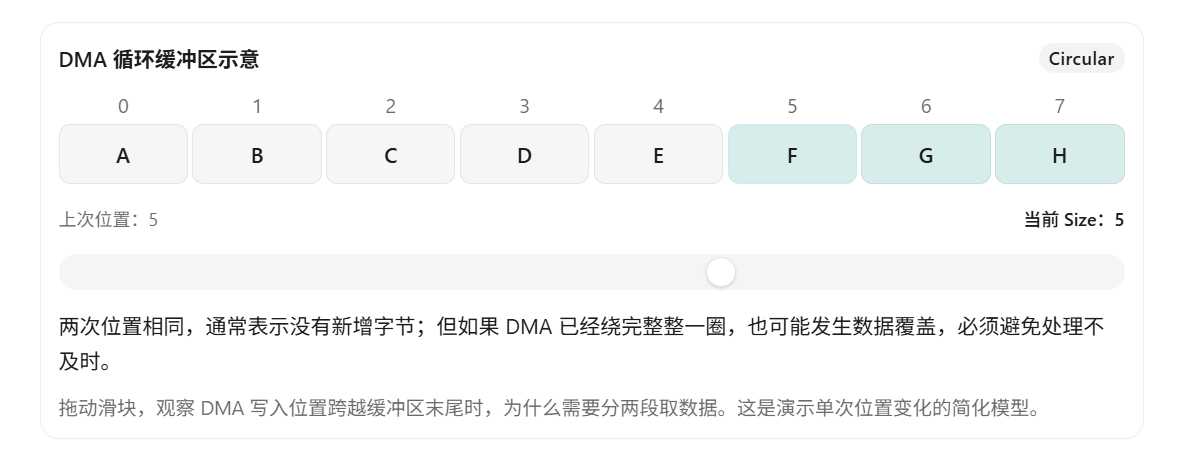 DMA 循环缓冲区示意
Circular
0 1 2 3 4 5 6 7
A B C D E F G H
上次位置：5
当前 Size：5
两次位置相同，通常表示没有新增字节；但如果 DMA 已经绕完整整一圈，也可能发生数据覆盖，必须避免处理不
及时。
拖动滑块，观察 DMA 写入位置跨越缓冲区末尾时，为什么需要分两段取数据。这是演示单次位置变化的简化模型。